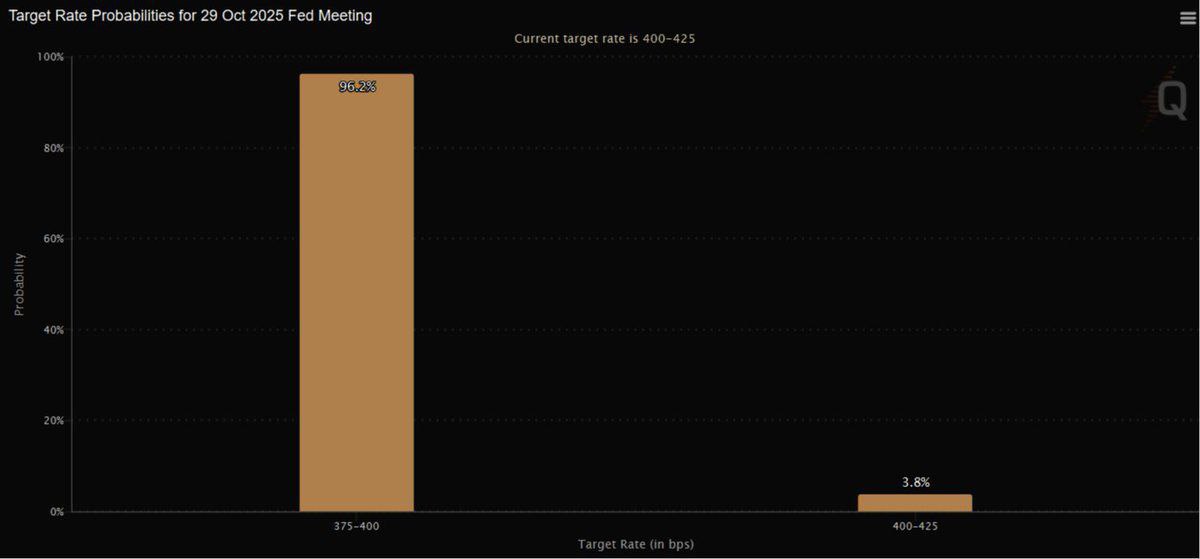 Target Rate Probabilities for 29 Oct 2025 Fed Meeting
Current target rate is 400–425
100%
96.2%
Q
80%
60%
Probability
40%
20%
3.8%
0%
375–400
400–425
Target Rate (in bps)